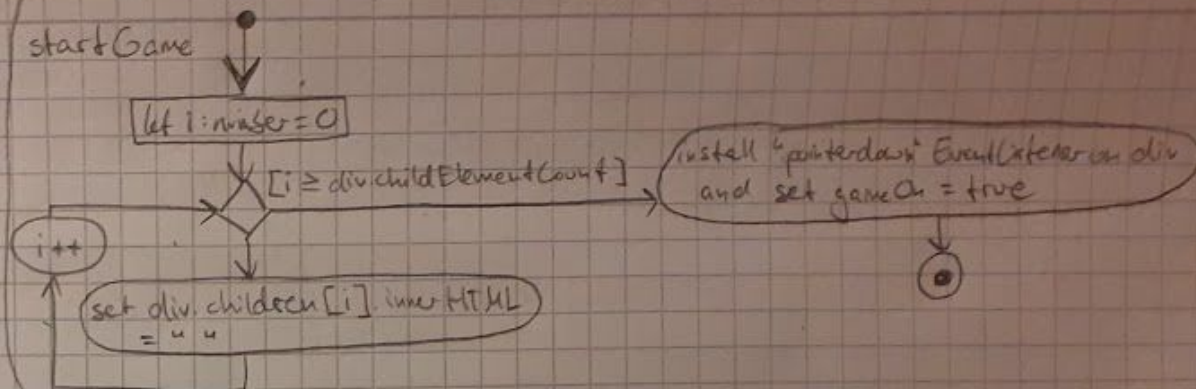 startGame
let i:number = 0
[i ≥ div.childElementCount]
install "pointerdown" EventListener on div
and set gameOn = true
i++
set div.children[i].innerHTML
= " "